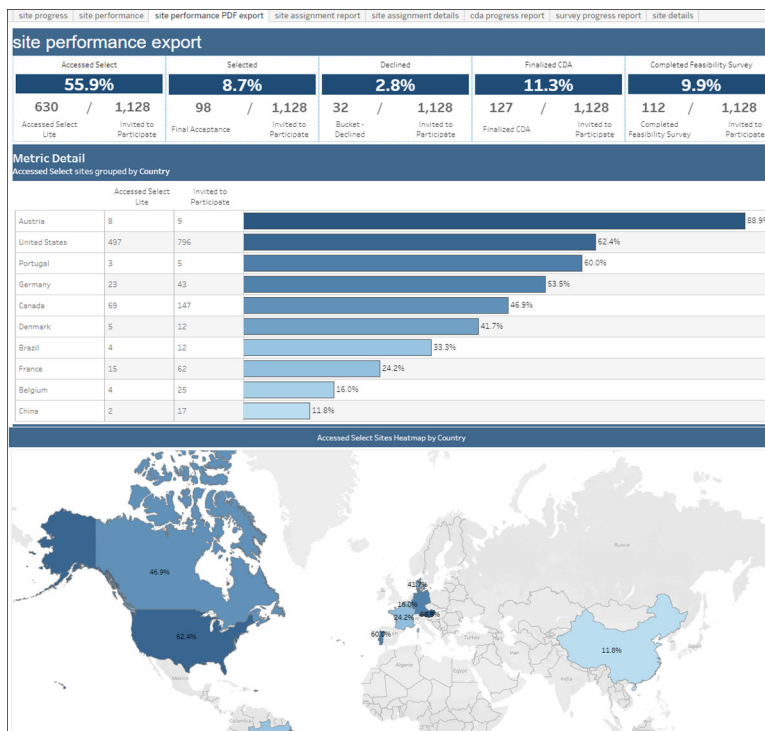 site progress site performance site performance PDF export site assignment report site assignment details cda progress report survey progress report site details
site performance export
Accessed Select Selected Declined Finalized CDA Completed Feasibility Survey
55.9% 8.7% 2.8% 11.3% 9.9%
630 / 1,128 98 / 1,128 32 / 1,128 127 / 1,128 112 / 1,128
Accessed Select Lite Invited to Participate Final Acceptance Invited to Participate Bucket - Declined Invited to Participate Finalized CDA Invited to Participate Completed Feasibility Survey Invited to Participate
Metric Detail
Accessed Select sites grouped by Country
Accessed Select Lite Invited to Participate
Austria 8 9 88.9%
United States 497 796 62.4%
Portugal 3 5 60.0%
Germany 23 43 53.5%
Canada 69 147 46.9%
Denmark 5 12 41.7%
Brazil 4 12 33.3%
France 15 62 24.2%
Belgium 4 25 16.0%
China 2 17 11.8%
Accessed Select Sites Heatmap by Country
Russia
46.9%
41.7%
16.0%
24.2%
60.0%
62.4%
Turkey
Iran
11.8%
Japan
Algeria
Egypt
India
Mexico
Colombia